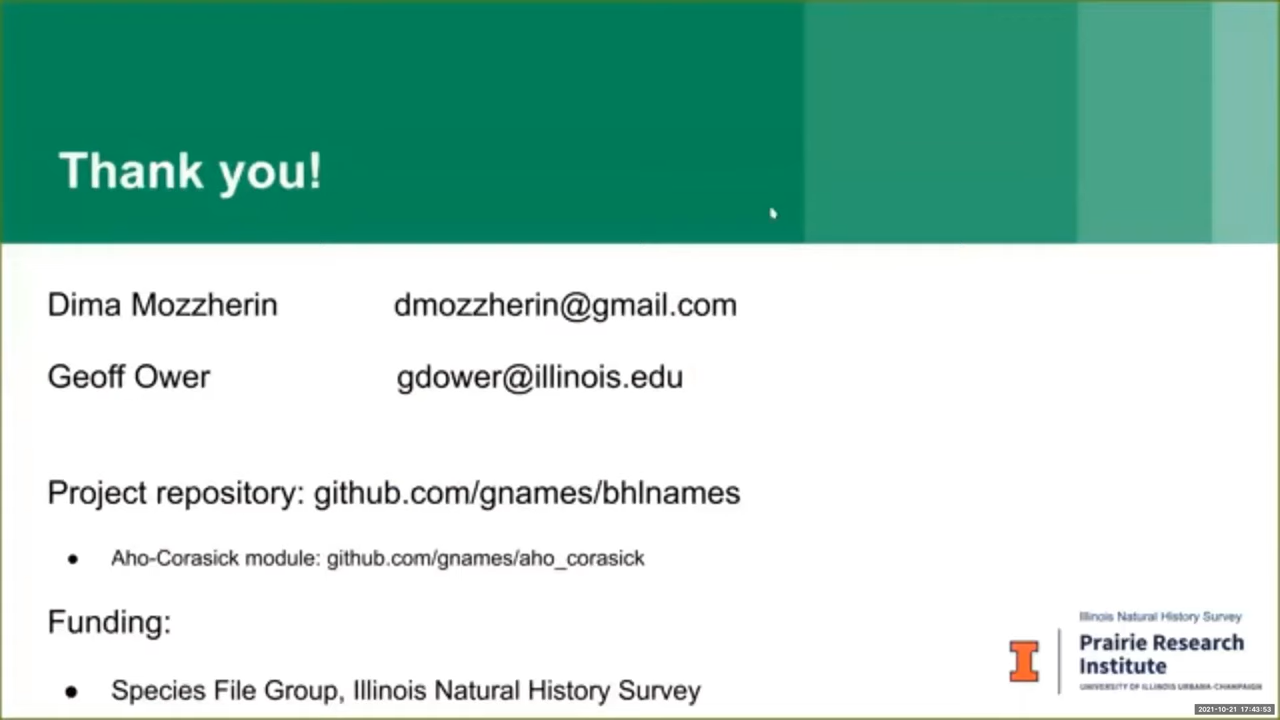 Thank you!
Dima Mozzherin dmozzherin@gmail.com
Geoff Ower gdower@illinois.edu
Project repository: github.com/gnames/bhlnames
● Aho-Corasick module: github.com/gnames/aho_corasick
Funding:
● Species File Group, Illinois Natural History Survey
Illinois Natural History Survey
I Prairie Research
Institute
UNIVERSITY OF ILLINOIS URBANA-CHAMPAIGN
2021-10-21 17:43:53